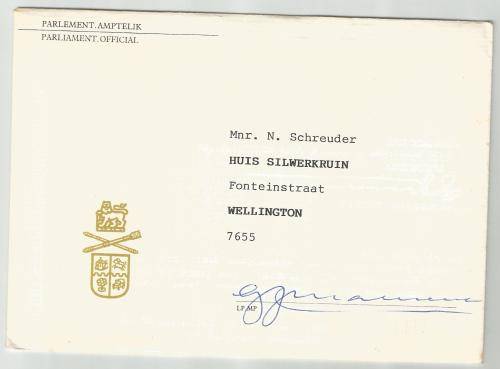 PARLEMENT. AMPTELIK
PARLIAMENT. OFFICIAL
Mnr. N. Schreuder
HUIS SILWERKRUIN
Fonteinstraat
WELLINGTON
7655
LP MP